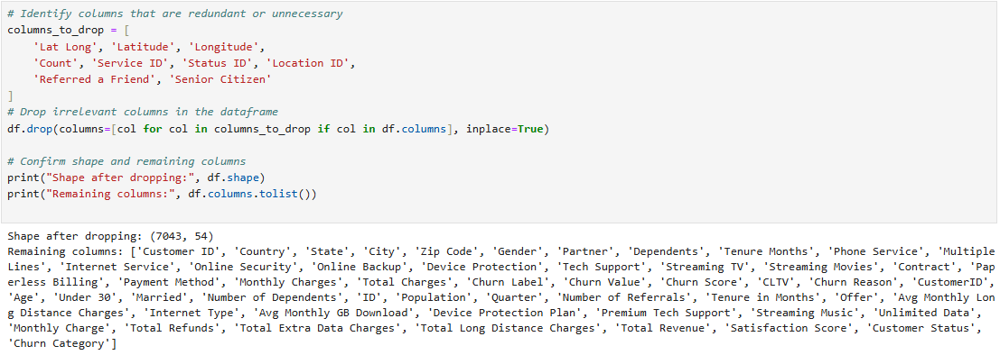 # Identify columns that are redundant or unnecessary
columns_to_drop = [
    'Lat Long', 'Latitude', 'Longitude',
    'Count', 'Service ID', 'Status ID', 'Location ID',
    'Referred a Friend', 'Senior Citizen'
]
# Drop irrelevant columns in the dataframe
df.drop(columns=[col for col in columns_to_drop if col in df.columns], inplace=True)

# Confirm shape and remaining columns
print("Shape after dropping:", df.shape)
print("Remaining columns:", df.columns.tolist())

Shape after dropping: (7043, 54)
Remaining columns: ['Customer ID', 'Country', 'State', 'City', 'Zip Code', 'Gender', 'Partner', 'Dependents', 'Tenure Months', 'Phone Service', 'Multiple
Lines', 'Internet Service', 'Online Security', 'Online Backup', 'Device Protection', 'Tech Support', 'Streaming TV', 'Streaming Movies', 'Contract', 'Pap
erless Billing', 'Payment Method', 'Monthly Charges', 'Total Charges', 'Churn Label', 'Churn Value', 'Churn Score', 'CLTV', 'Churn Reason', 'CustomerID',
'Age', 'Under 30', 'Married', 'Number of Dependents', 'ID', 'Population', 'Quarter', 'Number of Referrals', 'Tenure in Months', 'Offer', 'Avg Monthly Lon
g Distance Charges', 'Internet Type', 'Avg Monthly GB Download', 'Device Protection Plan', 'Premium Tech Support', 'Streaming Music', 'Unlimited Data',
'Monthly Charge', 'Total Refunds', 'Total Extra Data Charges', 'Total Long Distance Charges', 'Total Revenue', 'Satisfaction Score', 'Customer Status',
'Churn Category']